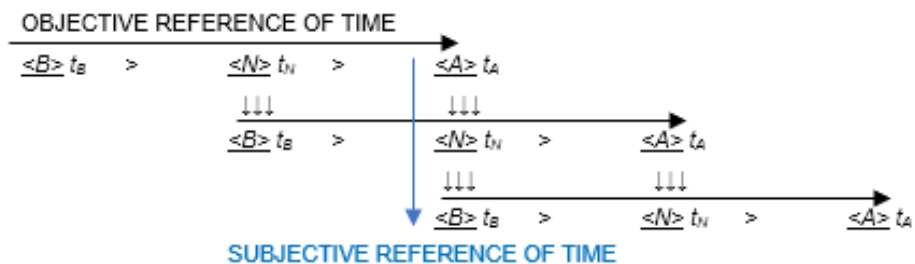 OBJECTIVE REFERENCE OF TIME
<B> tB > <N> tN > <A> tA
↓↓↓ ↓↓↓
<B> tB > <N> tN > <A> tA
↓↓↓ ↓↓↓
<B> tB > <N> tN > <A> tA
SUBJECTIVE REFERENCE OF TIME